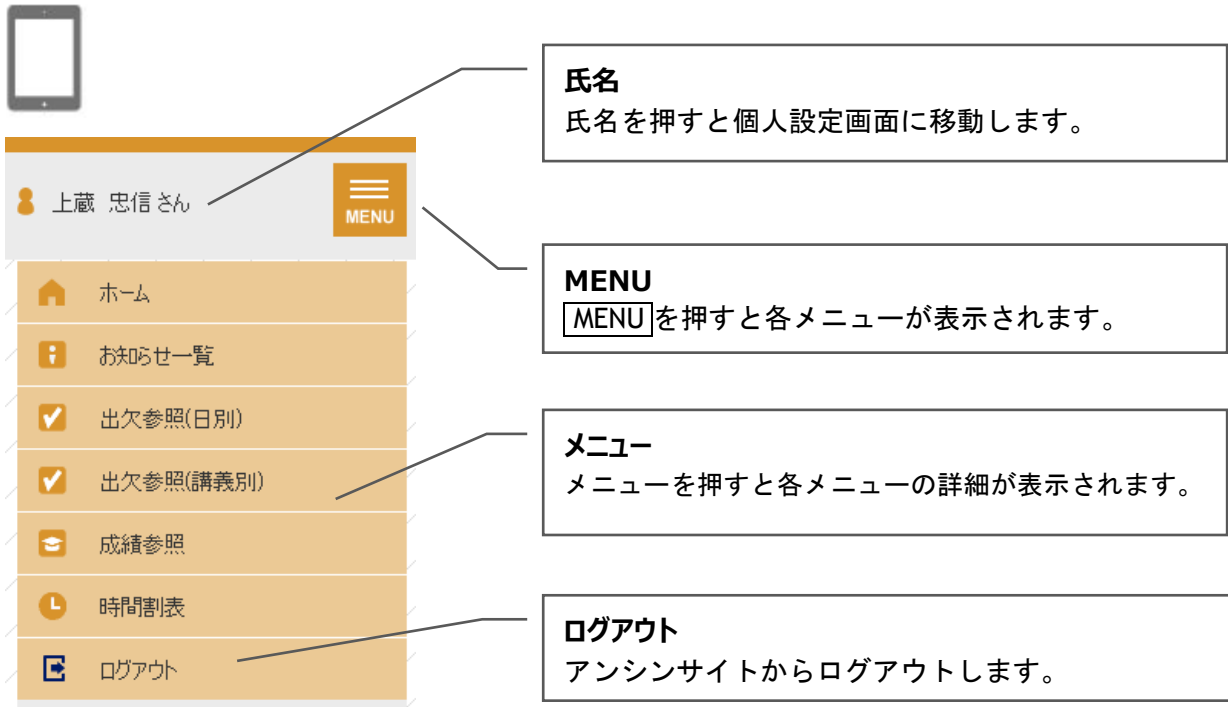 上蔵 忠信さん
MENU
ホーム
お知らせ一覧
出欠参照(日別)
出欠参照(講義別)
成績参照
時間割表
ログアウト
氏名
氏名を押すと個人設定画面に移動します。
MENU
MENUを押すと各メニューが表示されます。
メニュー
メニューを押すと各メニューの詳細が表示されます。
ログアウト
アンシンサイトからログアウトします。